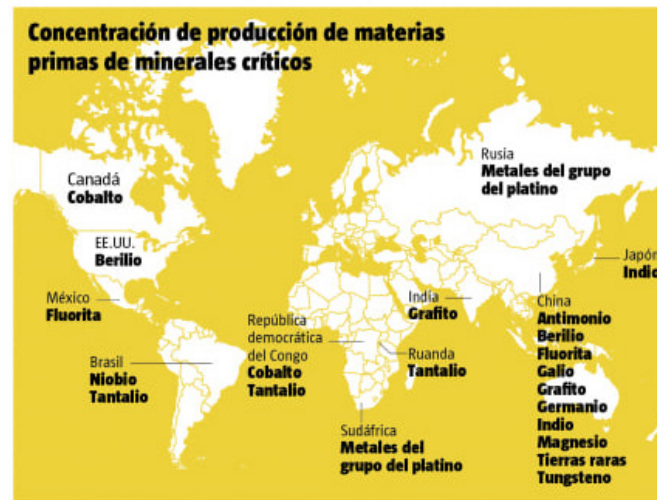 Concentración de producción de materias
primas de minerales críticos
Canadá
Cobalto
EE.UU.
Berilio
México
Fluorita
Brasil
Niobio
Tantalio
República
democrática
del Congo
Cobalto
Tantalio
Ruanda
Tantalio
Sudáfrica
Metales del
grupo del platino
Rusia
Metales del grupo
del platino
India
Grafito
Japón
Indio
China
Antimonio
Berilio
Fluorita
Galio
Grafito
Germanio
Indio
Magnesio
Tierras raras
Tungsteno